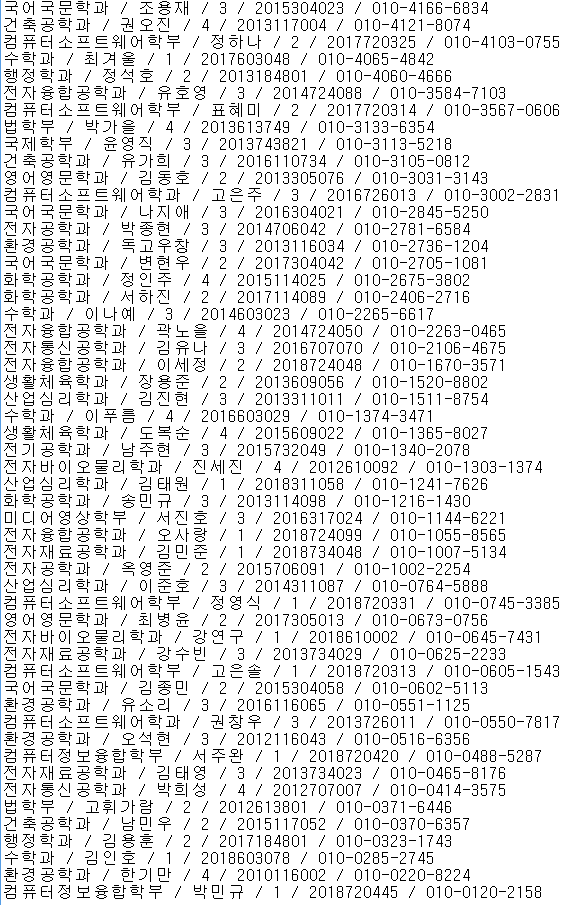 국어국문학과 / 조용재 / 3 / 2015304023 / 010-4166-6834
건축공학과 / 권오진 / 4 / 2013117004 / 010-4121-8074
컴퓨터소프트웨어학부 / 정하나 / 2 / 2017720325 / 010-4103-0755
수학과 / 최겨울 / 1 / 2017603048 / 010-4065-4842
행정학과 / 정석호 / 2 / 2013184801 / 010-4060-4666
전자융합공학과 / 유호영 / 3 / 2014724088 / 010-3584-7103
컴퓨터소프트웨어학부 / 표혜미 / 2 / 2017720314 / 010-3567-0606
법학부 / 박가을 / 4 / 2013613749 / 010-3133-6354
국제학부 / 윤영직 / 3 / 2013743821 / 010-3113-5218
건축공학과 / 유가희 / 3 / 2016110734 / 010-3105-0812
영어영문학과 / 김동호 / 2 / 2013305076 / 010-3031-3143
컴퓨터소프트웨어학과 / 고은주 / 3 / 2016726013 / 010-3002-2831
국어국문학과 / 나지애 / 3 / 2016304021 / 010-2845-5250
전자공학과 / 박종현 / 3 / 2014706042 / 010-2781-6584
환경공학과 / 독고우창 / 3 / 2013116034 / 010-2736-1204
국어국문학과 / 변현우 / 2 / 2017304042 / 010-2705-1081
화학공학과 / 정인주 / 4 / 2015114025 / 010-2675-3802
화학공학과 / 서하진 / 2 / 2017114089 / 010-2406-2716
수학과 / 이나예 / 3 / 2014603023 / 010-2265-6617
전자융합공학과 / 곽노을 / 4 / 2014724050 / 010-2263-0465
전자통신공학과 / 김유나 / 3 / 2016707070 / 010-2106-4675
전자융합공학과 / 이세정 / 2 / 2018724048 / 010-1670-3571
생활체육학과 / 장용준 / 2 / 2013609056 / 010-1520-8802
산업심리학과 / 김진현 / 3 / 2013311011 / 010-1511-8754
수학과 / 이푸름 / 4 / 2016603029 / 010-1374-3471
생활체육학과 / 도복순 / 4 / 2015609022 / 010-1365-8027
전기공학과 / 남주현 / 3 / 2015732049 / 010-1340-2078
전자바이오물리학과 / 진세진 / 4 / 2012610092 / 010-1303-1374
산업심리학과 / 김태원 / 1 / 2018311058 / 010-1241-7626
화학공학과 / 송민규 / 3 / 2013114098 / 010-1216-1430
미디어영상학부 / 서진호 / 3 / 2016317024 / 010-1144-6221
전자융합공학과 / 오사랑 / 1 / 2018724099 / 010-1055-8565
전자재료공학과 / 김민준 / 1 / 2018734048 / 010-1007-5134
전자공학과 / 옥영준 / 2 / 2015706091 / 010-1002-2254
산업심리학과 / 이준호 / 3 / 2014311087 / 010-0764-5888
컴퓨터소프트웨어학부 / 정영식 / 1 / 2018720331 / 010-0745-3385
영어영문학과 / 최병윤 / 2 / 2017305013 / 010-0673-0756
전자바이오물리학과 / 강연구 / 1 / 2018610002 / 010-0645-7431
전자재료공학과 / 강수빈 / 3 / 2013734029 / 010-0625-2233
컴퓨터소프트웨어학부 / 고은솔 / 1 / 2018720313 / 010-0605-1543
국어국문학과 / 김종민 / 2 / 2015304058 / 010-0602-5113
환경공학과 / 유소리 / 3 / 2016116065 / 010-0551-1125
컴퓨터소프트웨어학과 / 권창우 / 3 / 2013726011 / 010-0550-7817
환경공학과 / 오석현 / 3 / 2012116043 / 010-0516-6356
컴퓨터정보융합학부 / 서주완 / 1 / 2018720420 / 010-0488-5287
전자재료공학과 / 김태영 / 3 / 2013734023 / 010-0465-8176
전자통신공학과 / 박희성 / 4 / 2012707007 / 010-0414-3575
법학부 / 고휘가람 / 2 / 2012613801 / 010-0371-6446
건축공학과 / 남민우 / 2 / 2015117052 / 010-0370-6357
행정학과 / 김용훈 / 2 / 2017184801 / 010-0323-1743
수학과 / 김인호 / 1 / 2018603078 / 010-0285-2745
환경공학과 / 한기만 / 4 / 2010116002 / 010-0220-8224
컴퓨터정보융합학부 / 박민규 / 1 / 2018720445 / 010-0120-2158